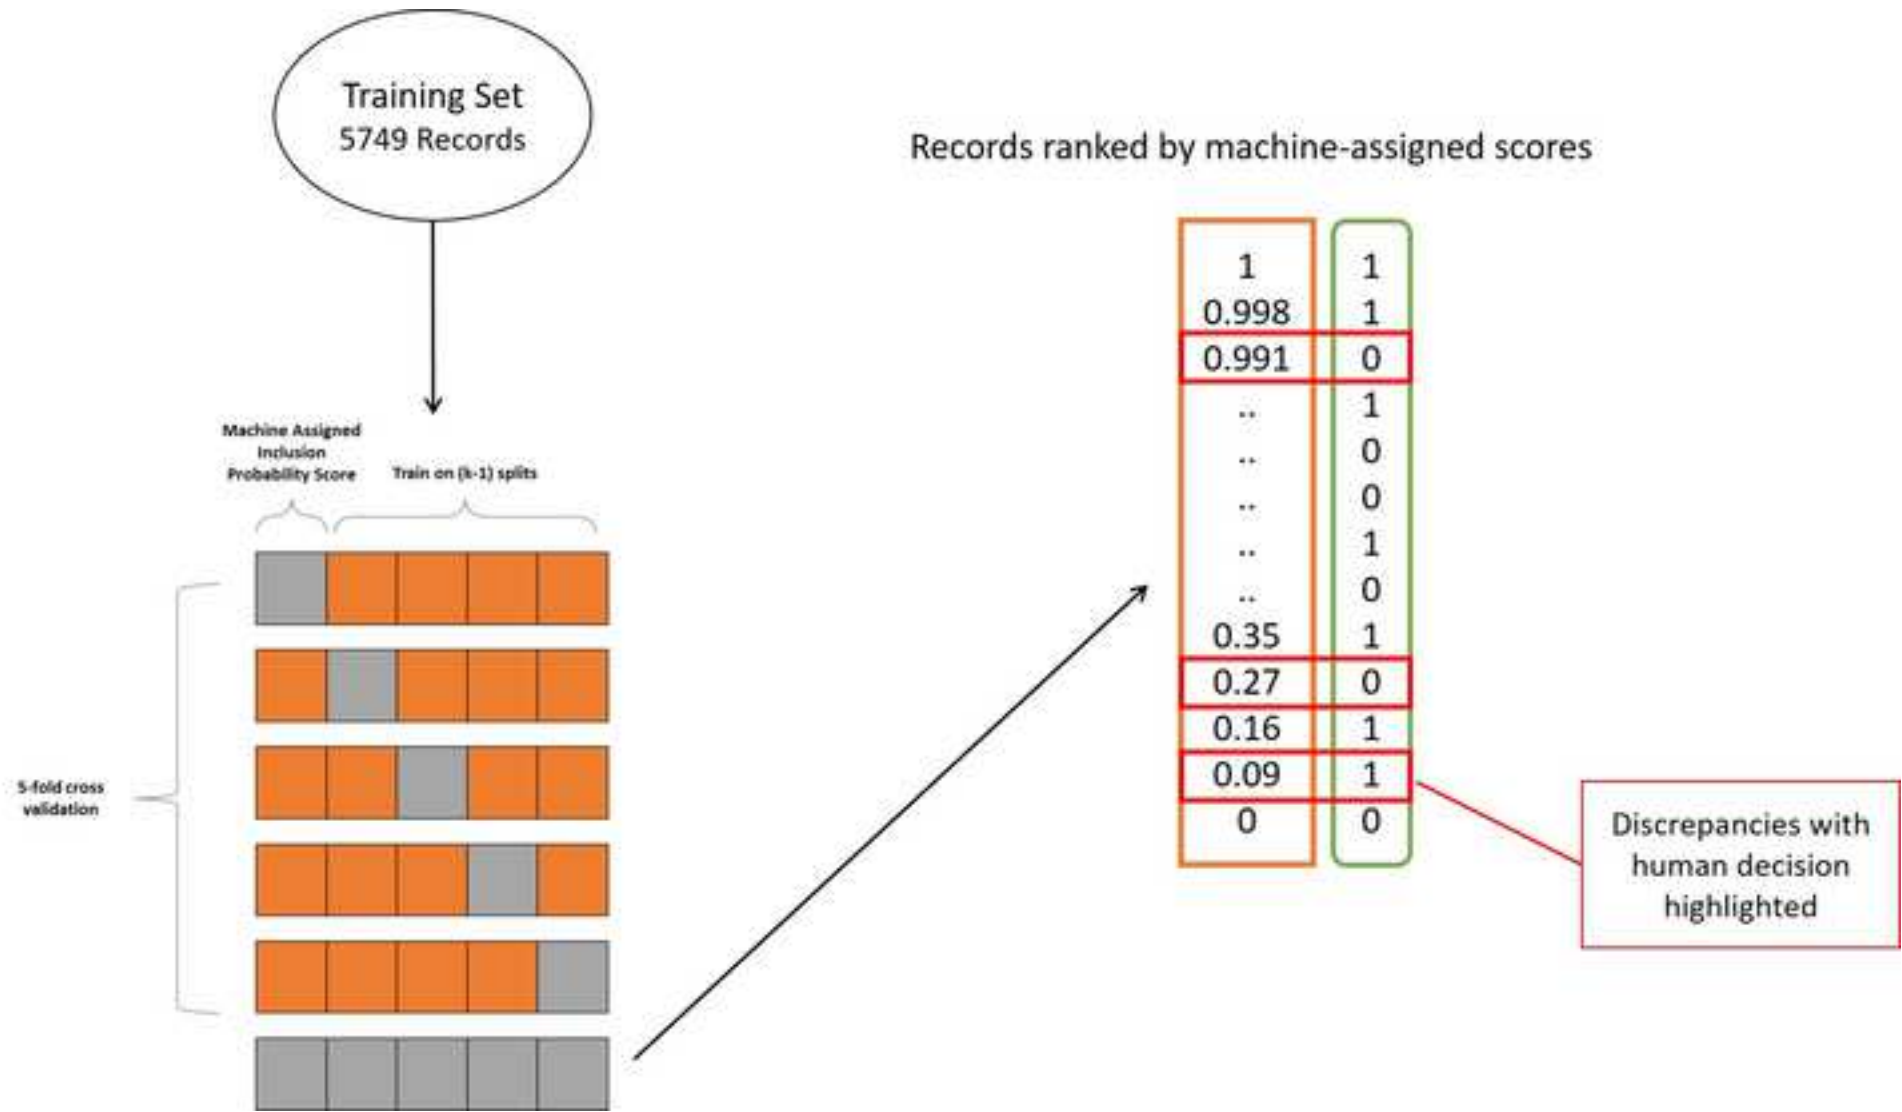 Training Set
5749 Records
Records ranked by machine-assigned scores
Machine Assigned
Inclusion
Probability Score
Train on (k-1) splits
5-fold cross
validation
1 1
0.998 1
0.991 0
.. 1
.. 0
.. 0
.. 1
.. 0
0.35 1
0.27 0
0.16 1
0.09 1
0 0
Discrepancies with
human decision
highlighted